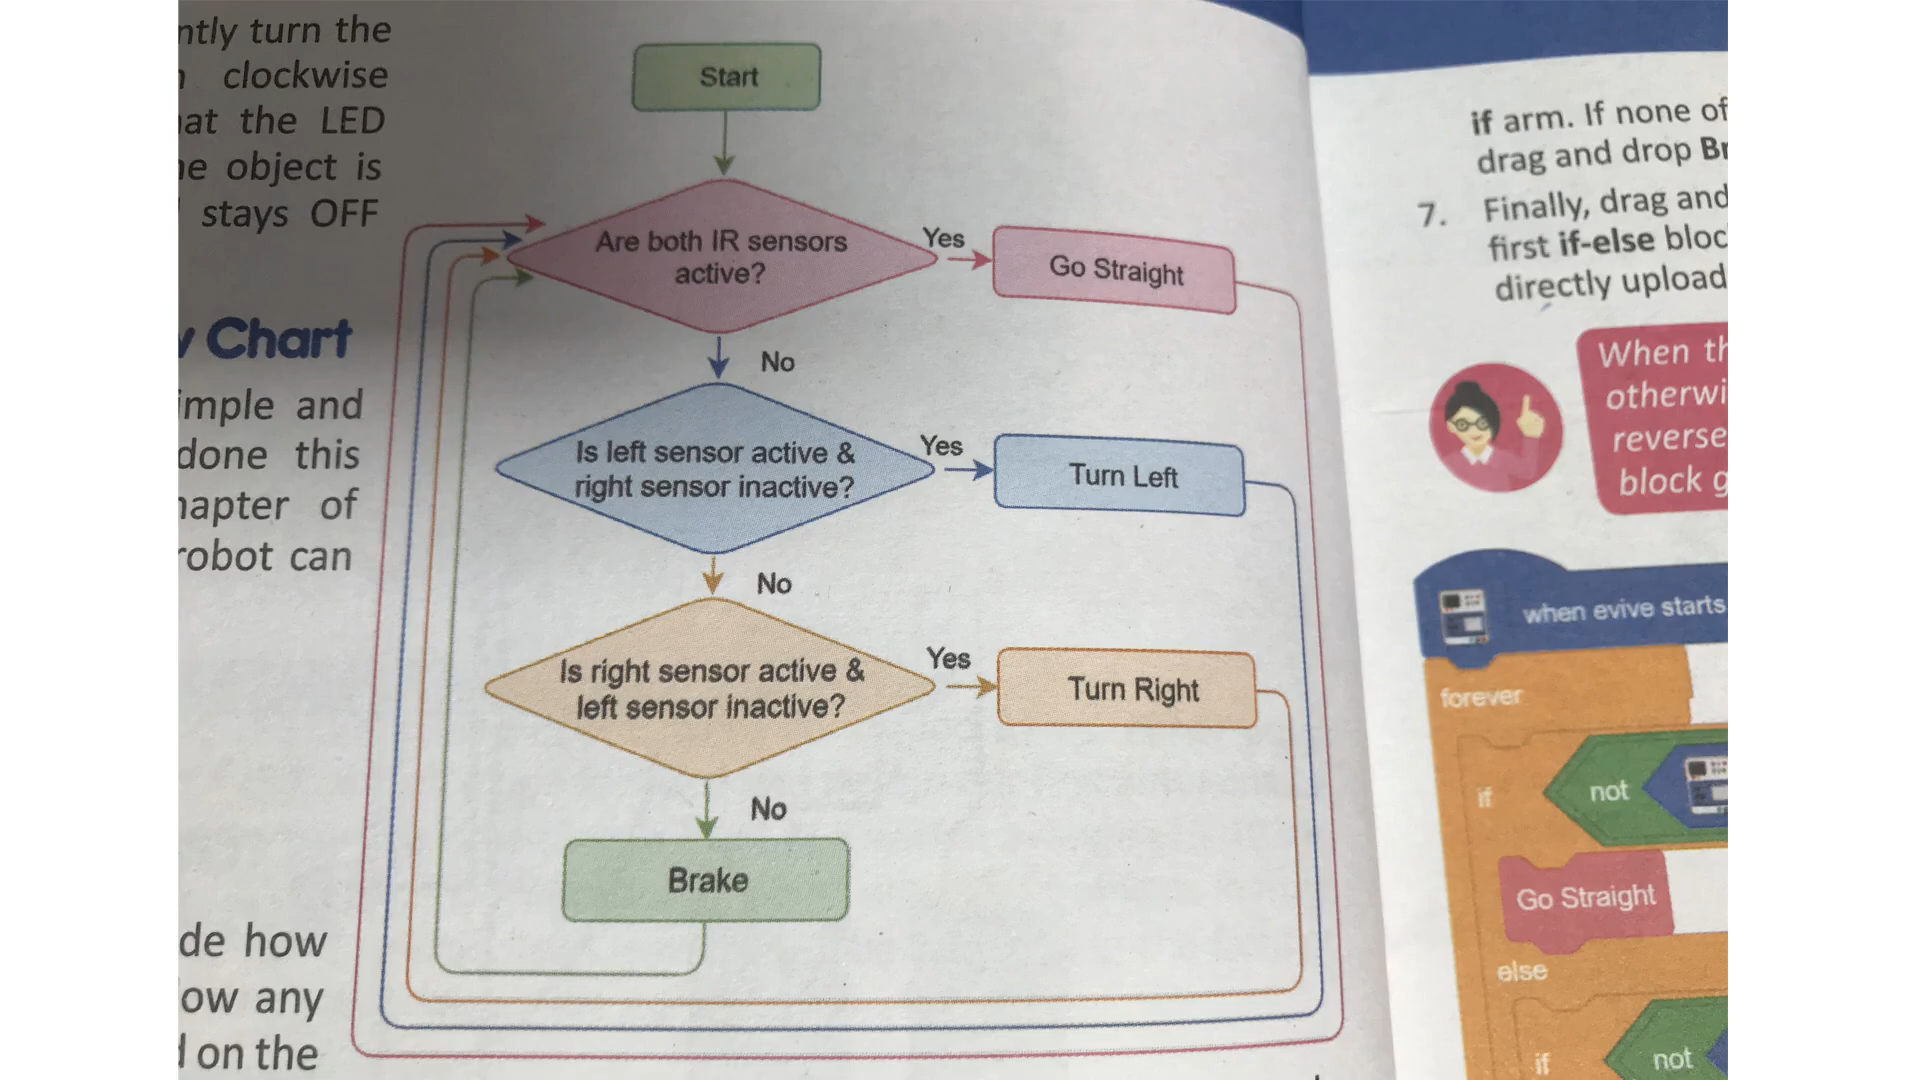 ntly turn the
clockwise
at the LED
e object is
stays OFF
Chart
imple and
done this
hapter of
robot can
de how
ow any
on the
Start
Are both IR sensors
active?
Yes
Go Straight
No
Is left sensor active &
right sensor inactive?
Yes
Turn Left
No
Is right sensor active &
left sensor inactive?
Yes
Turn Right
No
Brake
if arm. If none of
drag and drop Br
7. Finally, drag and
first if-else bloc
directly upload
When th
otherwi
reverse
block g
when evive starts
forever
if
not
Go Straight
else
if
not